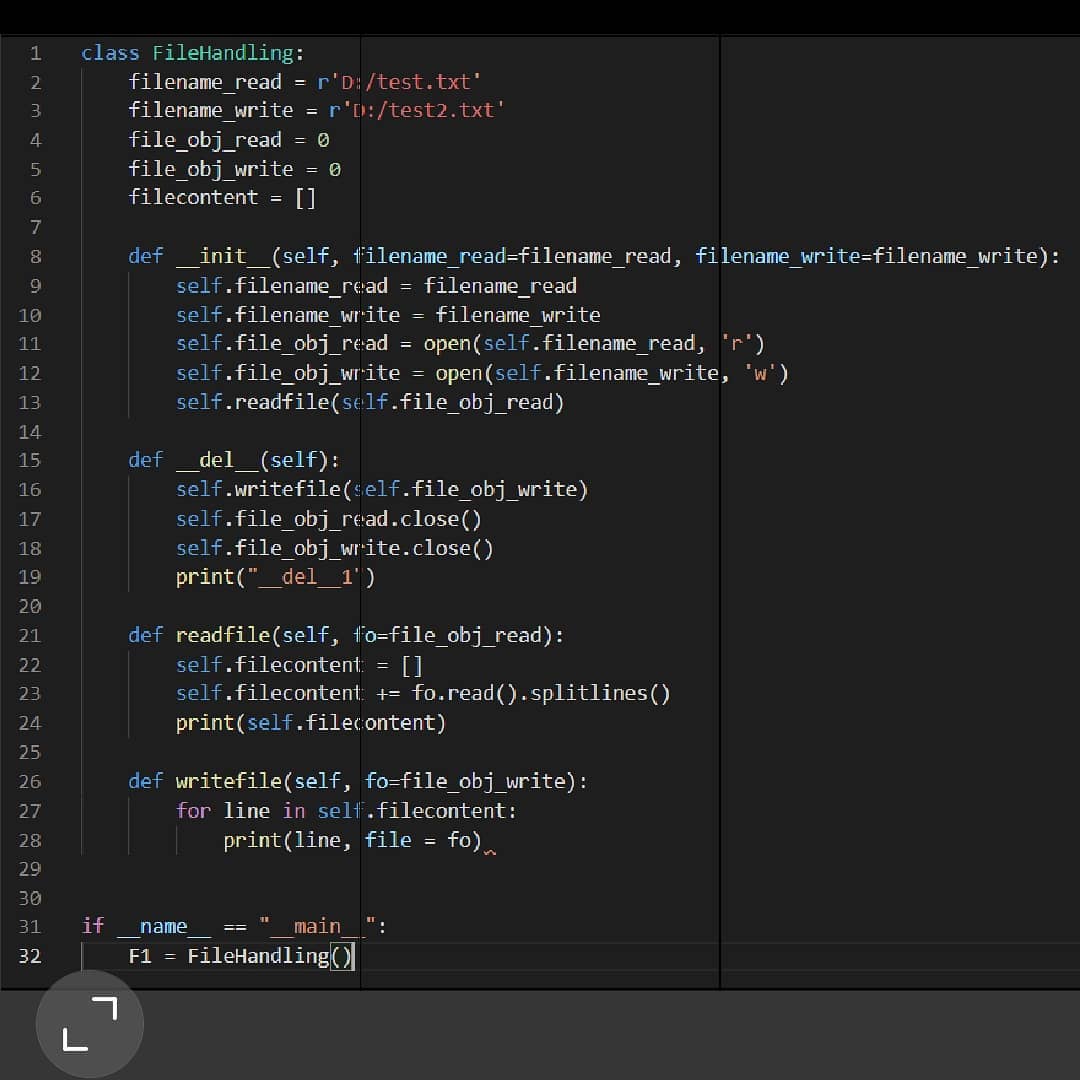 1 class FileHandling:
2     filename_read = r'D:/test.txt'
3     filename_write = r'D:/test2.txt'
4     file_obj_read = 0
5     file_obj_write = 0
6     filecontent = []
7
8     def __init__(self, filename_read=filename_read, filename_write=filename_write):
9         self.filename_read = filename_read
10         self.filename_write = filename_write
11         self.file_obj_read = open(self.filename_read, 'r')
12         self.file_obj_write = open(self.filename_write, 'w')
13         self.readfile(self.file_obj_read)
14
15     def __del__(self):
16         self.writefile(self.file_obj_write)
17         self.file_obj_read.close()
18         self.file_obj_write.close()
19         print("__del__1")
20
21     def readfile(self, fo=file_obj_read):
22         self.filecontent = []
23         self.filecontent += fo.read().splitlines()
24         print(self.filecontent)
25
26     def writefile(self, fo=file_obj_write):
27         for line in self.filecontent:
28             print(line, file = fo)
29
30
31 if __name__ == "__main__":
32     F1 = FileHandling()